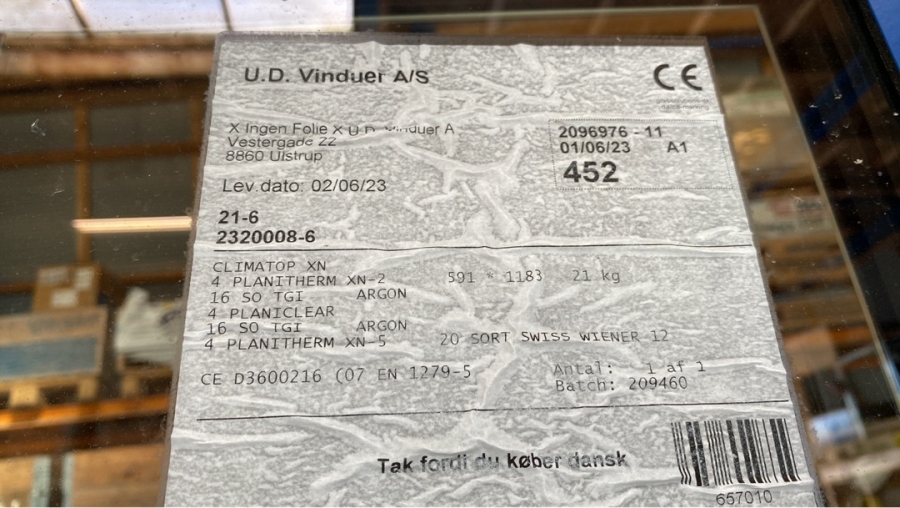 U.D. Vinduer A/S
CE
X Ingen Folie X U.D. Vinduer A
Vestergade 22
8860 Ulstrup
2096976 - 11
01/06/23 A1
452
Lev dato: 02/06/23
21-6
2320008-6
CLIMATOP XN
4 PLANITHERM XN-2 591 * 1183 21 kg
16 SO TGI ARGON
4 PLANICLEAR
16 SO TGI ARGON
4 PLANITHERM XN-5 20 SORT SWISS WIENER 12
CE D3600216 (07 EN 1279-5
Antal: 1 af 1
Batch: 209460
Tak fordi du køber dansk
657010